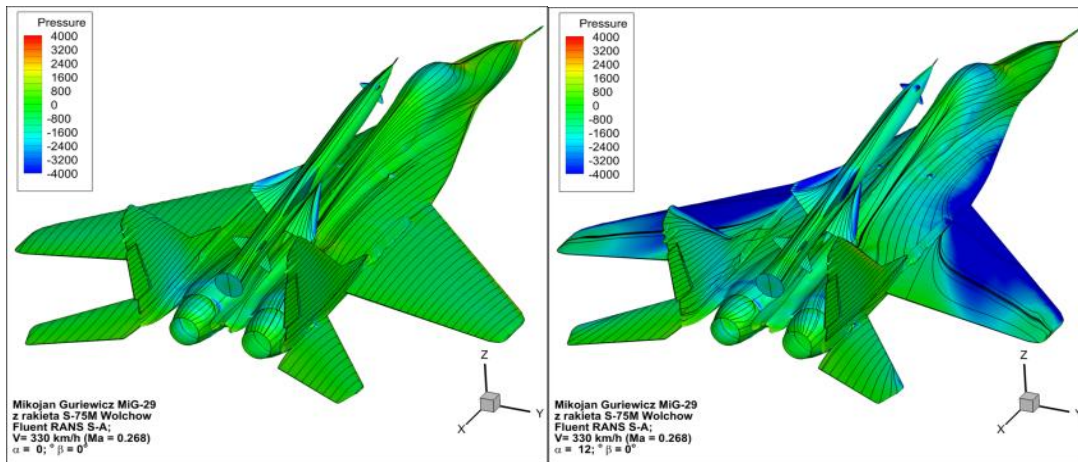 Pressure
4000
3200
2400
1600
800
0
-800
-1600
-2400
-3200
-4000
Z
Y
X
Mikojan Guriewicz MiG-29
z rakieta S-75M Wolchow
Fluent RANS S-A;
V= 330 km/h (Ma = 0.268)
α = 0; ° β = 0°
Pressure
4000
3200
2400
1600
800
0
-800
-1600
-2400
-3200
-4000
Z
Y
X
Mikojan Guriewicz MiG-29
z rakieta S-75M Wolchow
Fluent RANS S-A;
V= 330 km/h (Ma = 0.268)
α = 12; ° β = 0°